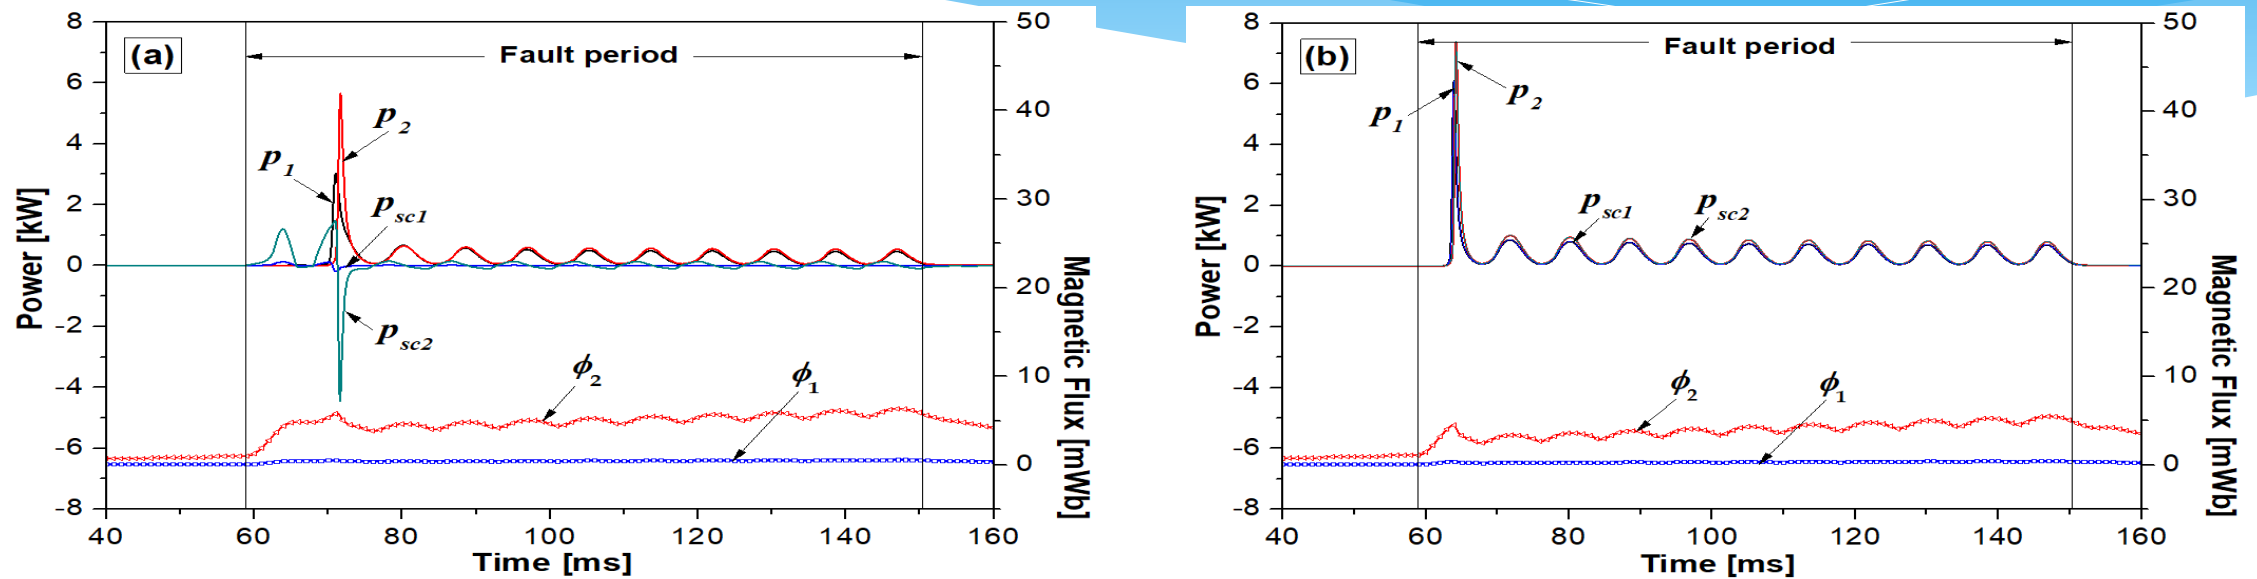 (a)
Fault period
p2
p1
psc1
psc2
ϕ2
ϕ1
Power [kW]
8
6
4
2
0
-2
-4
-6
-8
Magnetic Flux [mWb]
50
40
30
20
10
0
40 60 80 100 120 140 160
Time [ms]
(b)
Fault period
p1
p2
psc1
psc2
ϕ2
ϕ1
Power [kW]
8
6
4
2
0
-2
-4
-6
-8
Magnetic Flux [mWb]
50
40
30
20
10
0
40 60 80 100 120 140 160
Time [ms]